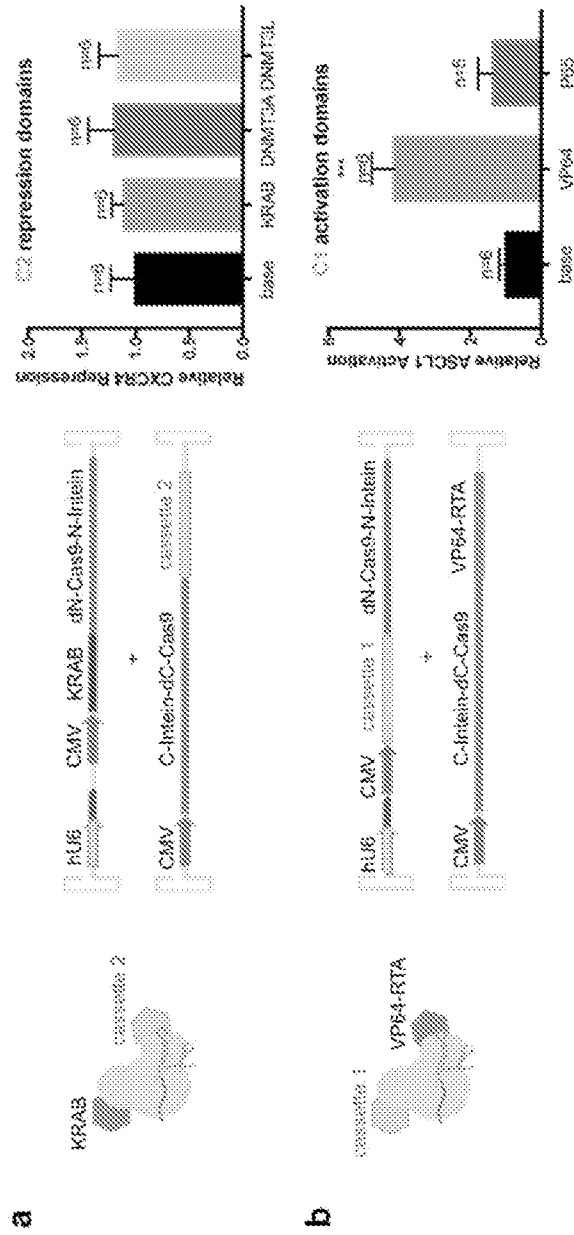 a
KRAB
cassette 2
hU6 CMV KRAB dN-Cas9-N-Intein
+
CMV C-Intein-dC-Cas9 cassette 2
C2 repression domains
Relative CXCR4 Repression
2.0
1.5
1.0
0.5
0.0
n=6 n=6 n=6 n=6
base KRAB DNMT3A DNMT3L
b
cassette 1
VP64-RTA
hU6 CMV cassette 1 dN-Cas9-N-Intein
+
CMV C-Intein-dC-Cas9 VP64-RTA
C1 activation domains
Relative ASCL1 Activation
6
4
2
0
n=6 n=6 n=6
base VP64 P65